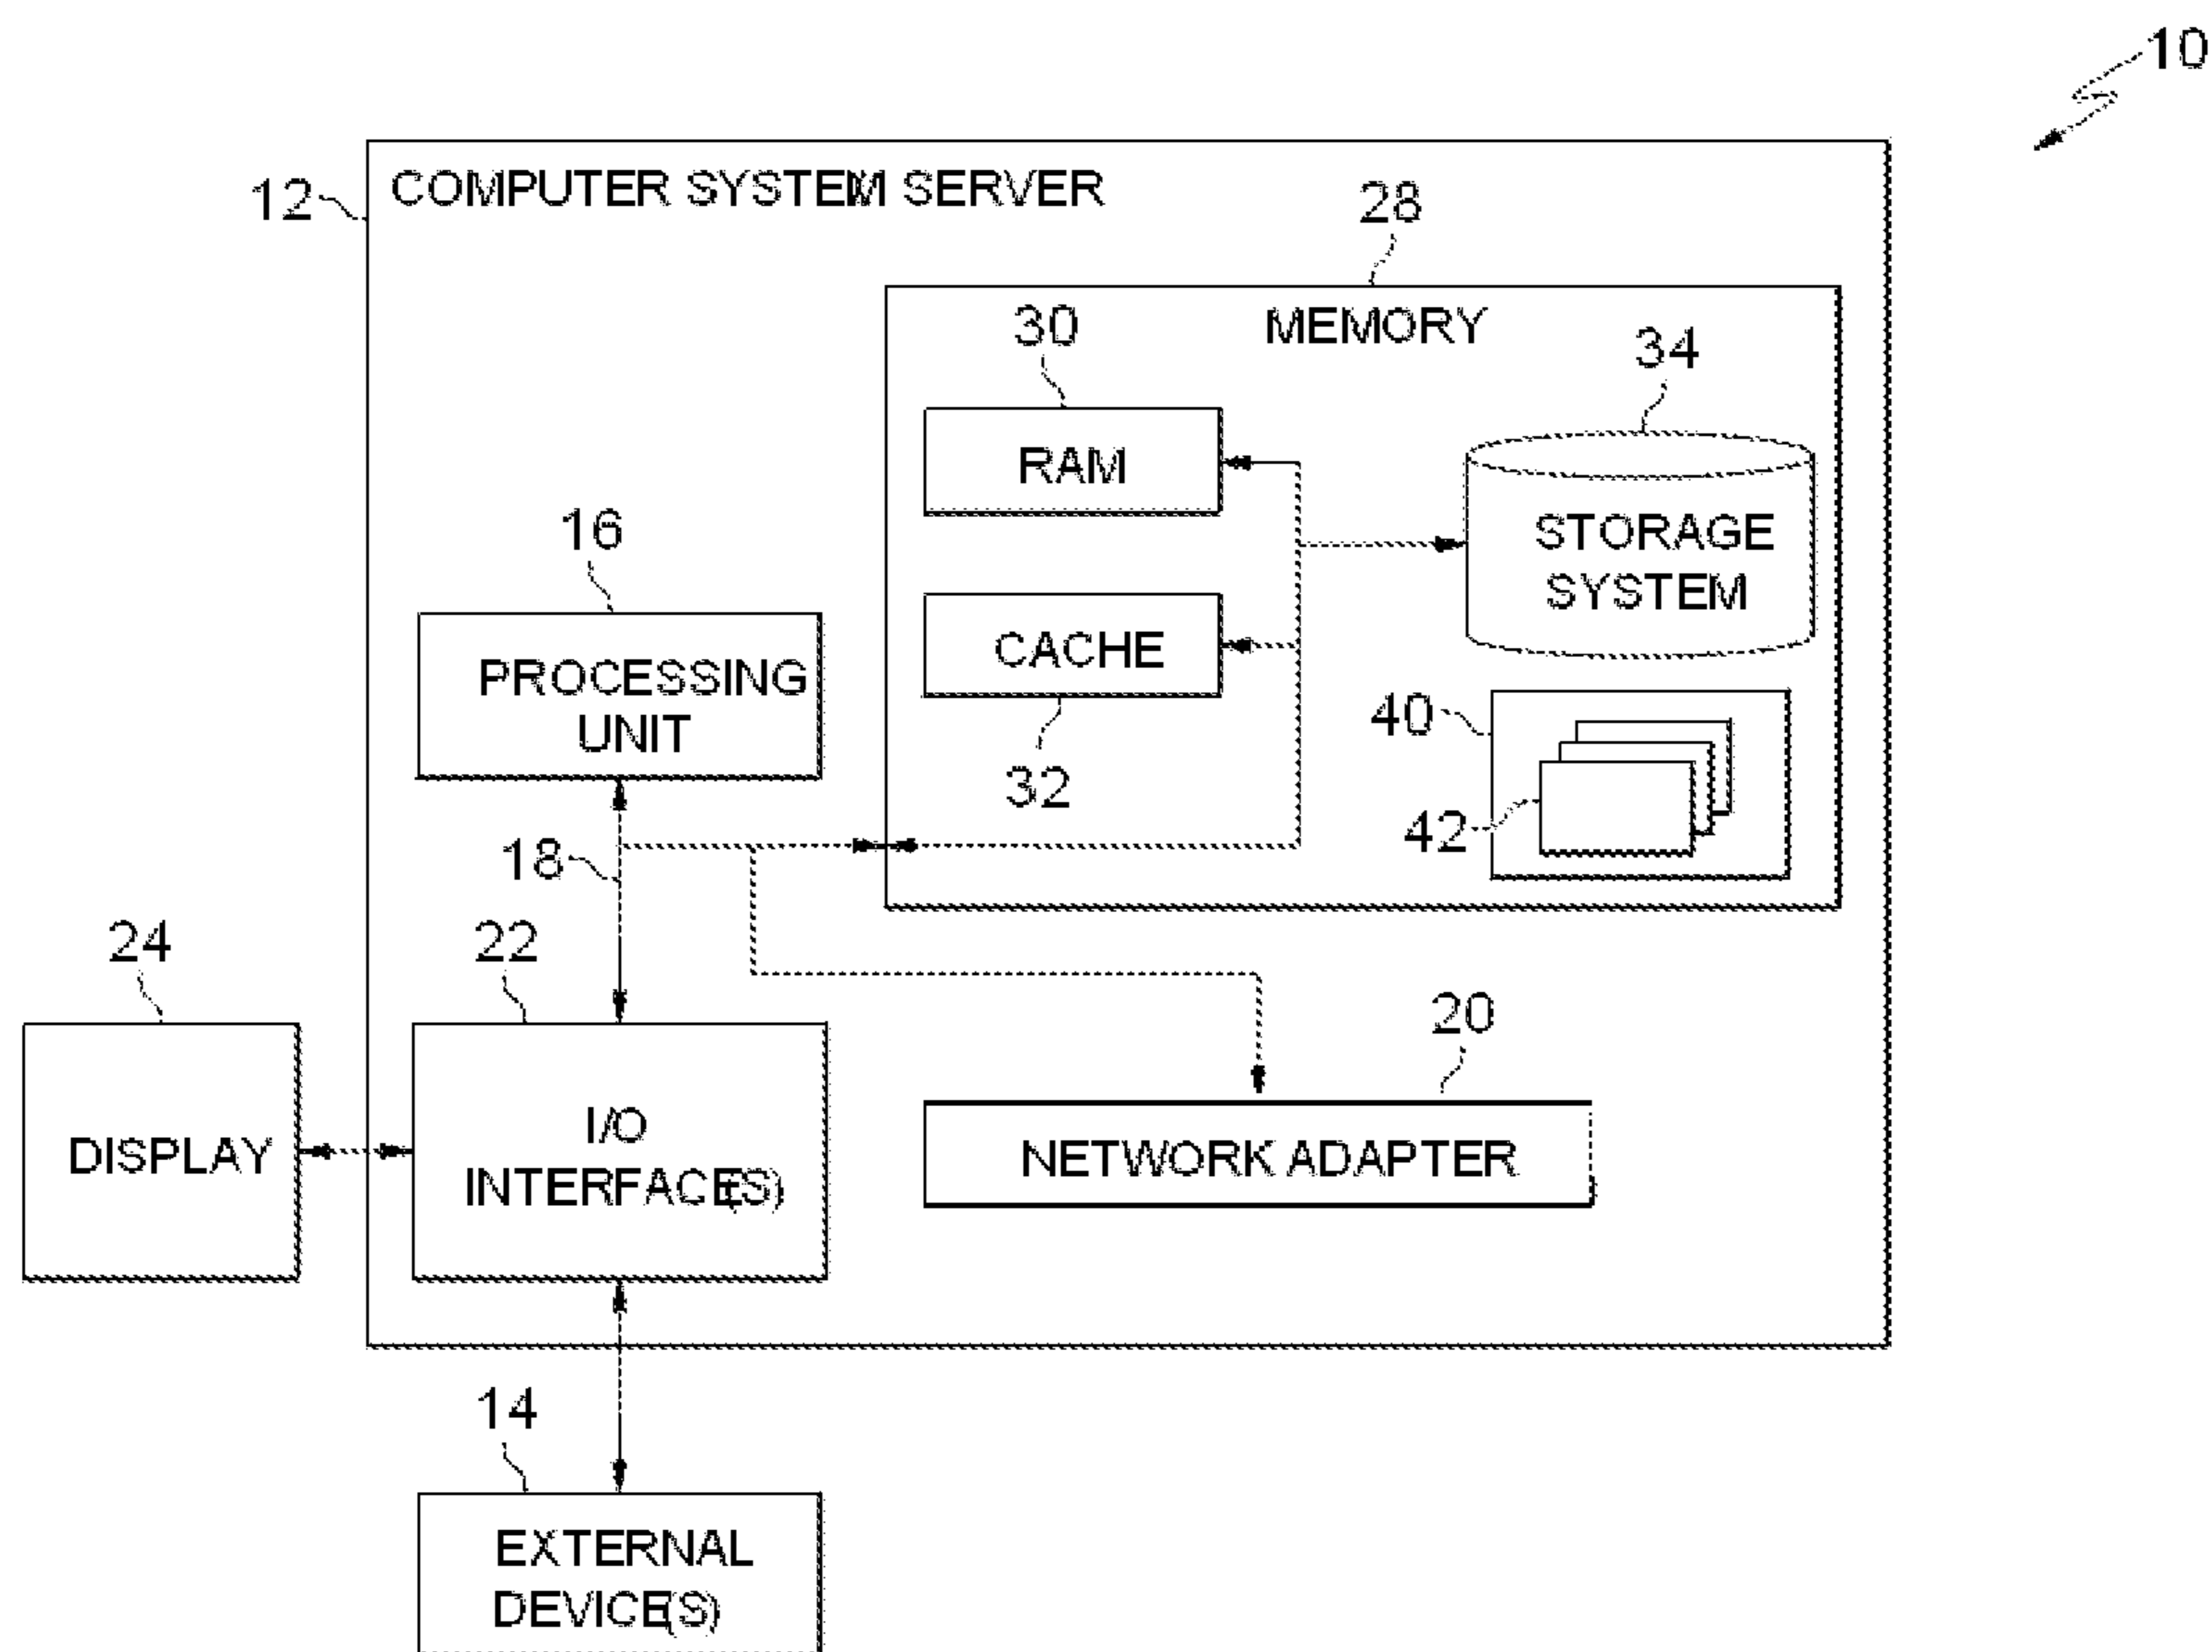 10
12
COMPUTER SYSTEM SERVER
28
MEMORY
30
34
RAM
STORAGE
SYSTEM
16
PROCESSING
UNIT
CACHE
32
40
42
18
24
22
20
DISPLAY
I/O
INTERFACE(S)
NETWORK ADAPTER
14
EXTERNAL
DEVICE(S)